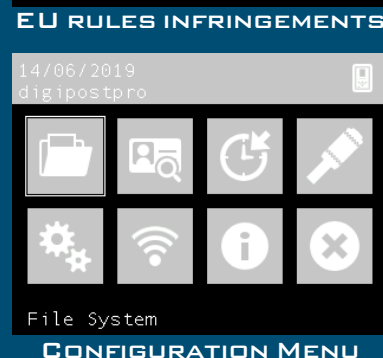 EU RULES INFRINGEMENTS
14/06/2019
digipostpro
File System
CONFIGURATION MENU